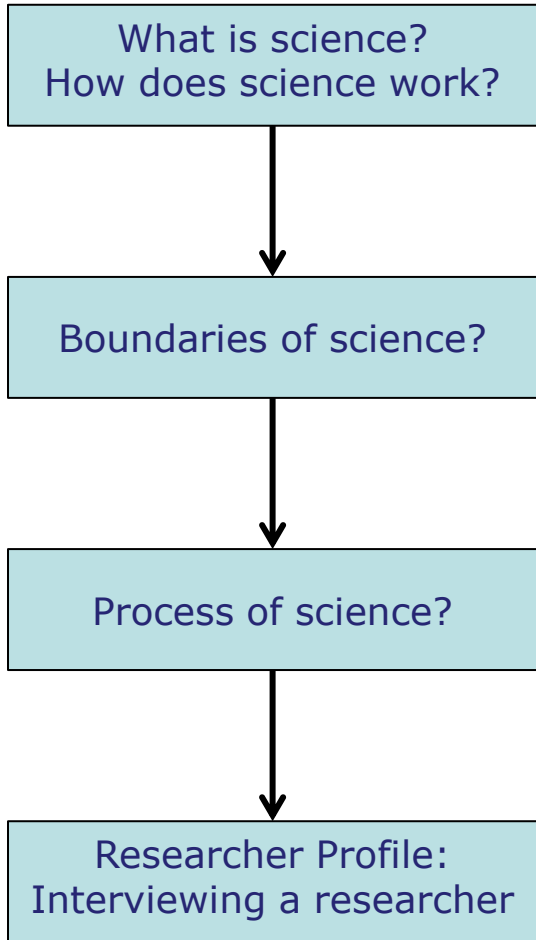 What is science?
How does science work?
Boundaries of science?
Process of science?
Researcher Profile:
Interviewing a researcher